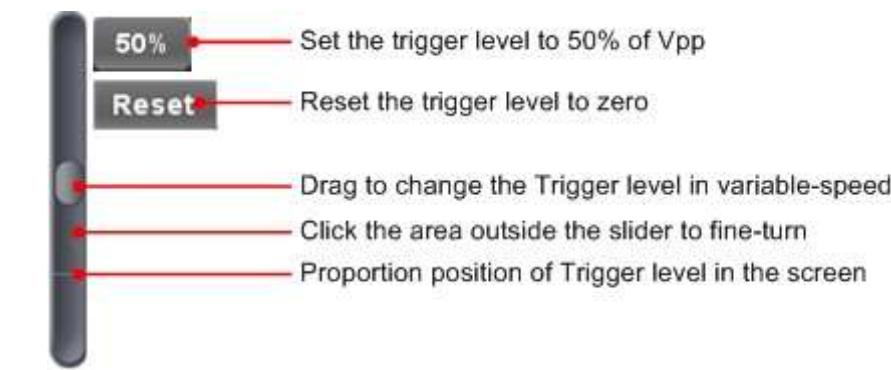 50% Set the trigger level to 50% of Vpp
Reset Reset the trigger level to zero
Drag to change the Trigger level in variable-speed
Click the area outside the slider to fine-turn
Proportion position of Trigger level in the screen